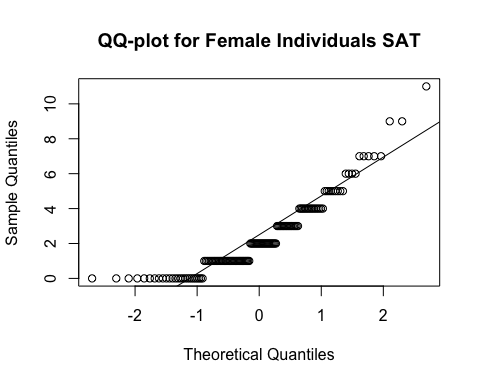 QQ-plot for Female Individuals SAT
Sample Quantiles
10
8
6
4
2
0
-2 -1 0 1 2
Theoretical Quantiles